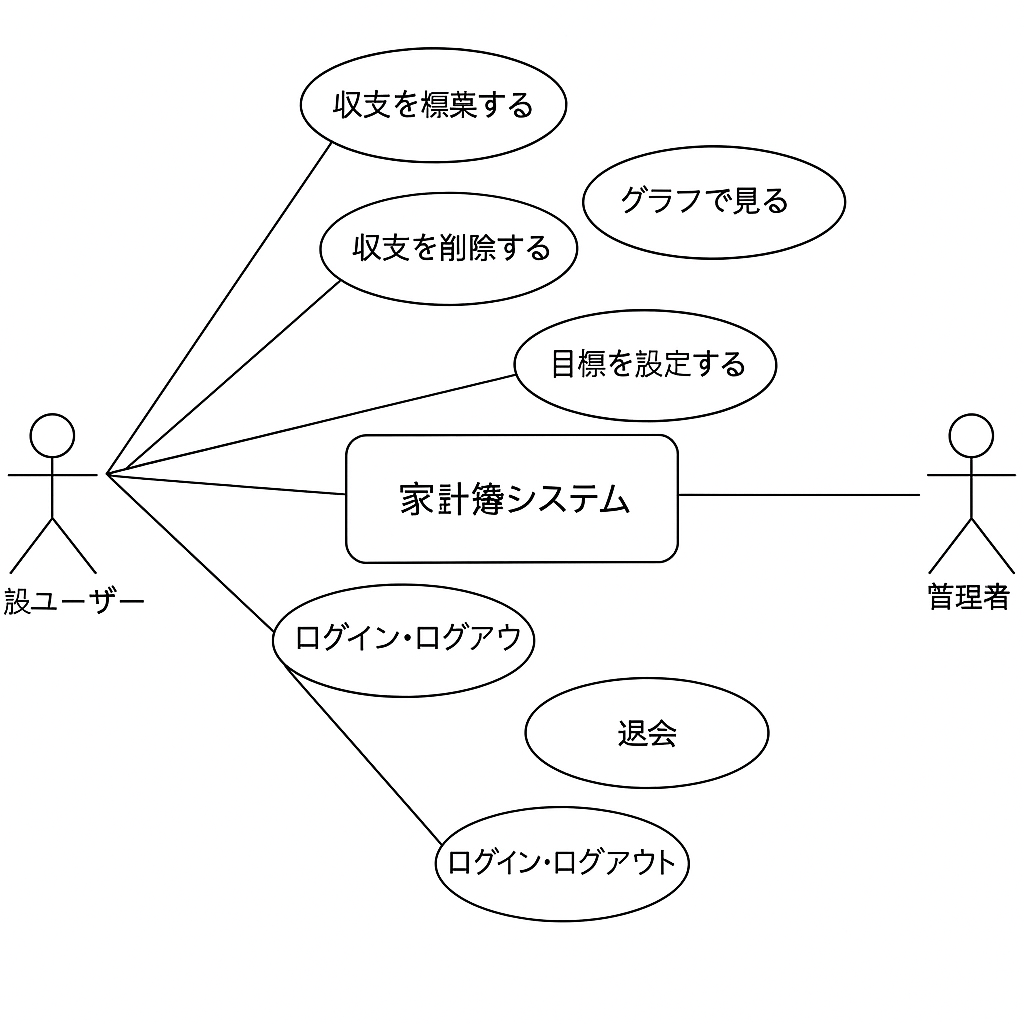 収支を標葉する
グラフで見る
収支を削除する
目標を設定する
家計簿システム
設ユーザー
管理者
ログイン・ログアウ
退会
ログイン・ログアウト